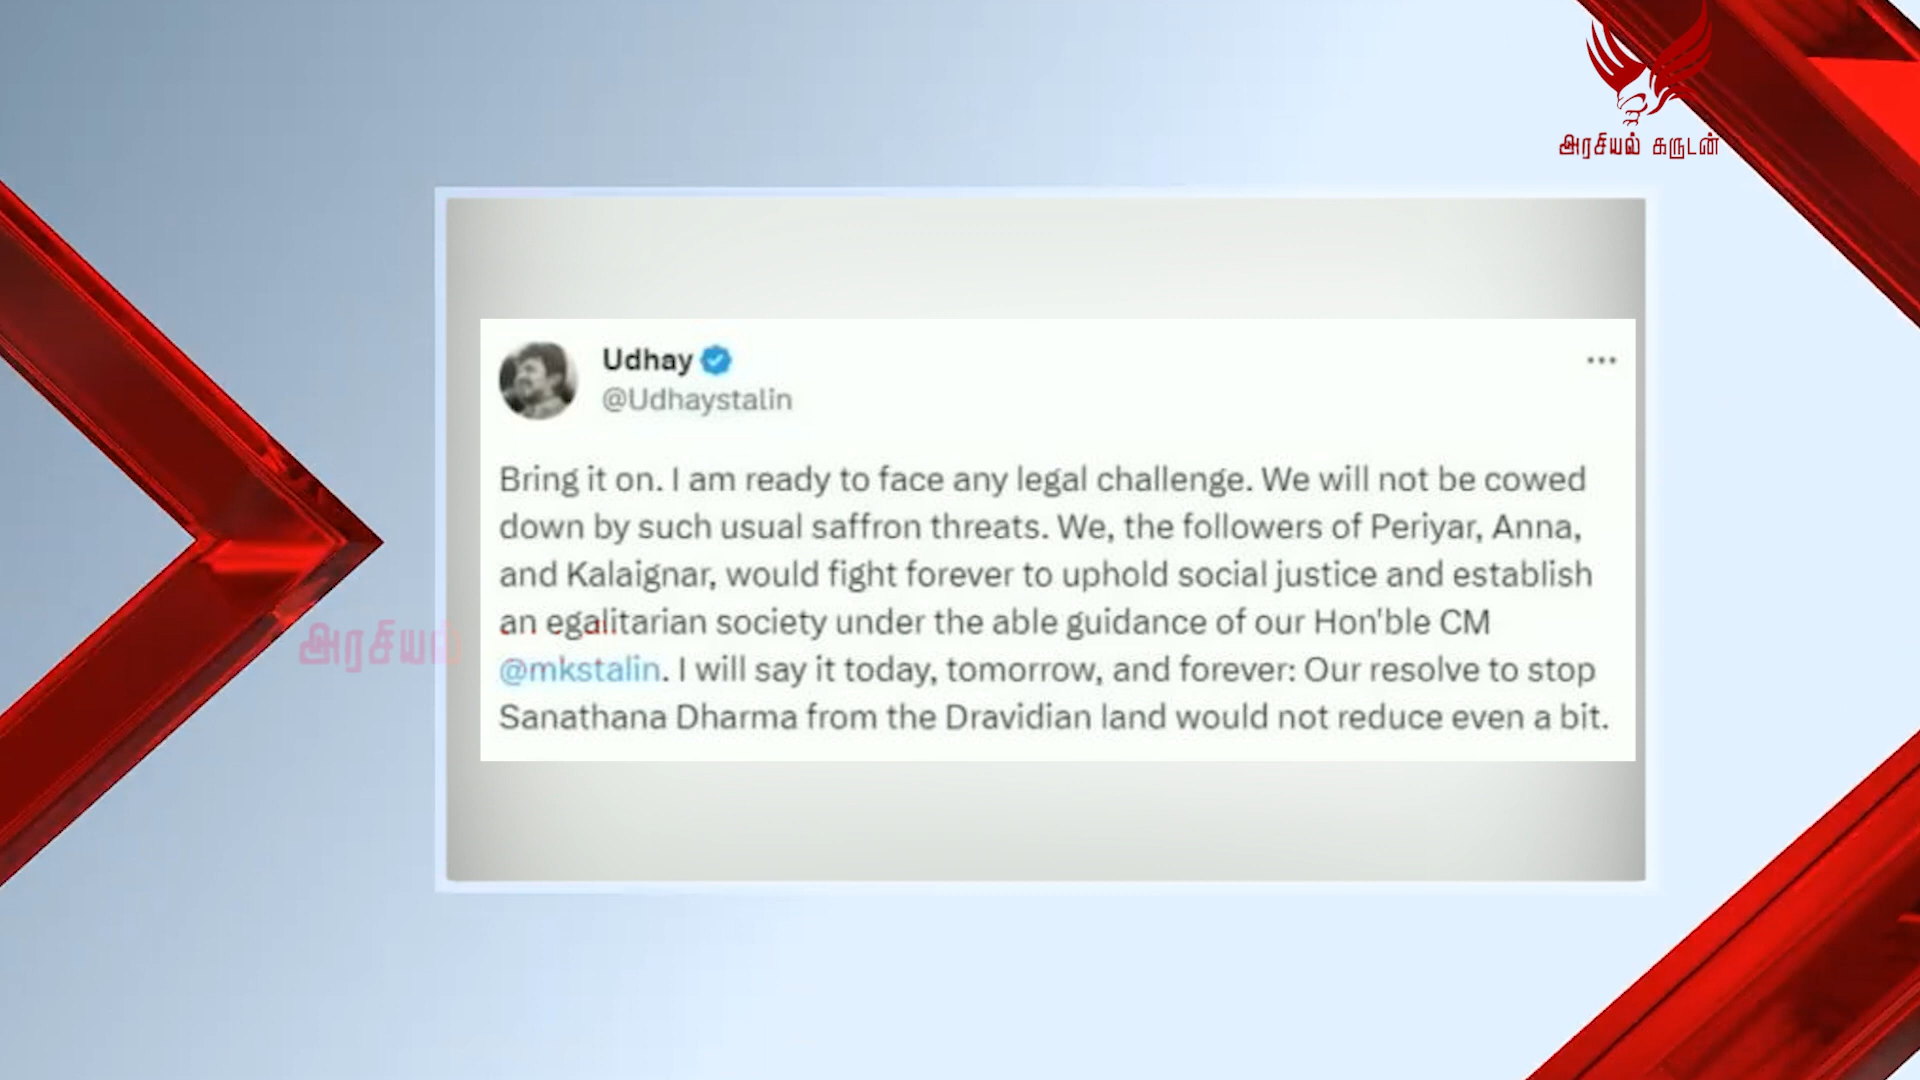 அரசியல் கருடன்
Udhay
@Udhaystalin
Bring it on. I am ready to face any legal challenge. We will not be cowed
down by such usual saffron threats. We, the followers of Periyar, Anna,
and Kalaignar, would fight forever to uphold social justice and establish
an egalitarian society under the able guidance of our Hon'ble CM
@mkstalin. I will say it today, tomorrow, and forever: Our resolve to stop
Sanathana Dharma from the Dravidian land would not reduce even a bit.
அரசியல்